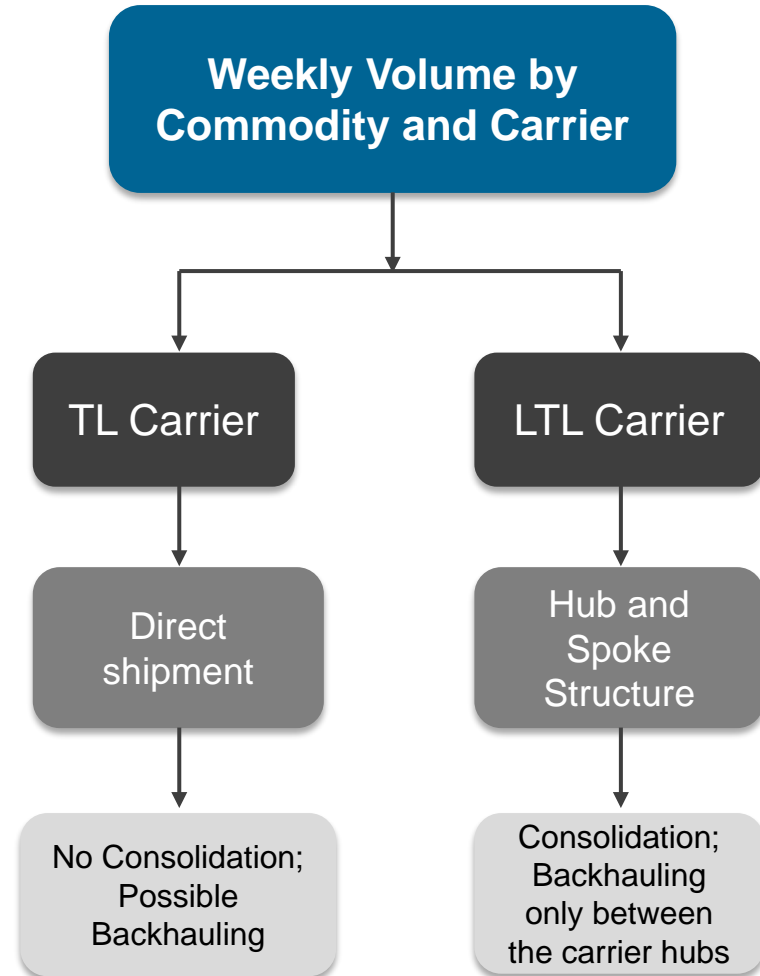 Weekly Volume by
Commodity and Carrier
TL Carrier
LTL Carrier
Direct
shipment
Hub and
Spoke
Structure
No Consolidation;
Possible
Backhauling
Consolidation;
Backhauling
only between
the carrier hubs